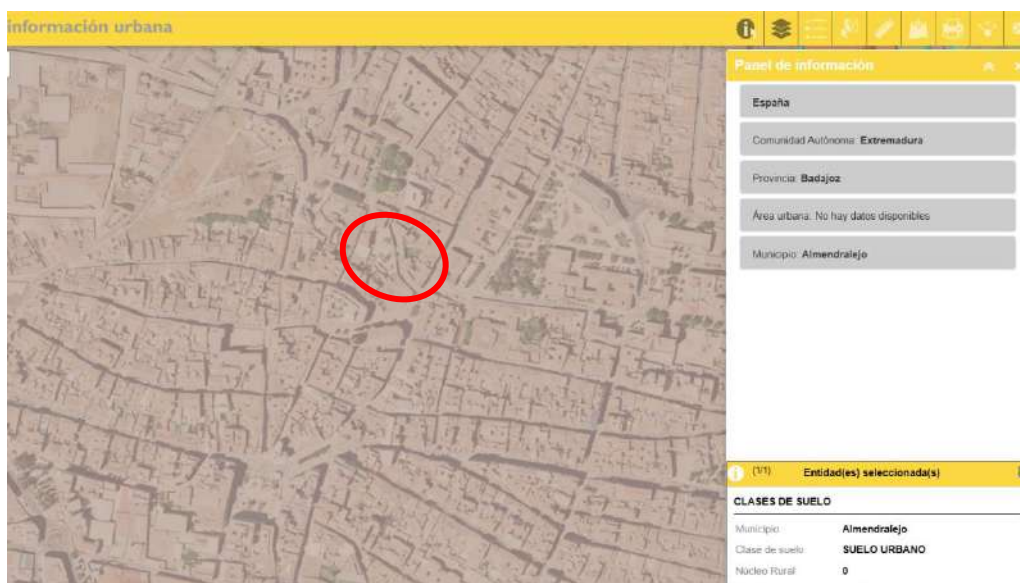 información urbana
Panel de información
España
Comunidad Autónoma: Extremadura
Provincia: Badajoz
Área urbana: No hay datos disponibles
Municipio: Almendralejo
(1/1) Entidad(es) seleccionada(s)
CLASES DE SUELO
Municipio Almendralejo
Clase de suelo SUELO URBANO
Núcleo Rural 0